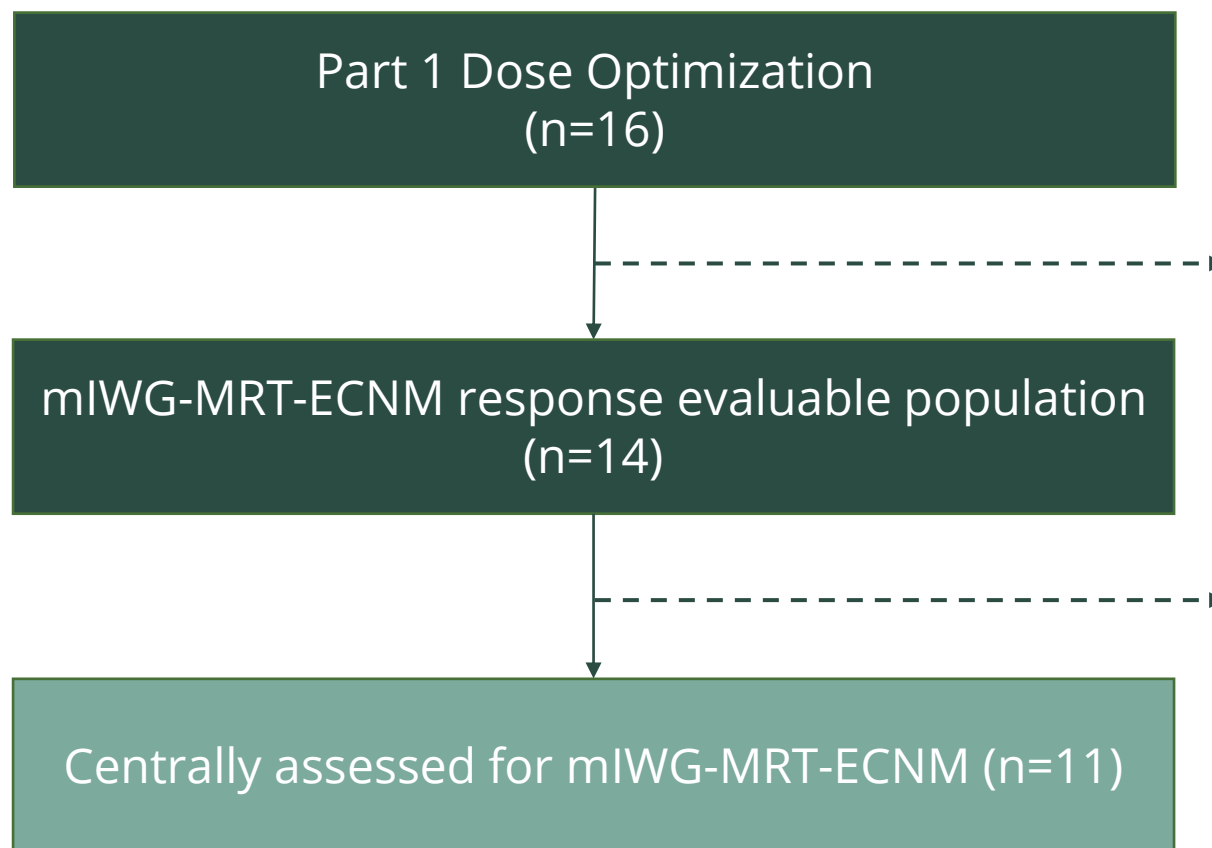 Part 1 Dose Optimization
(n=16)
mIWG-MRT-ECNM response evaluable population
(n=14)
Centrally assessed for mIWG-MRT-ECNM (n=11)